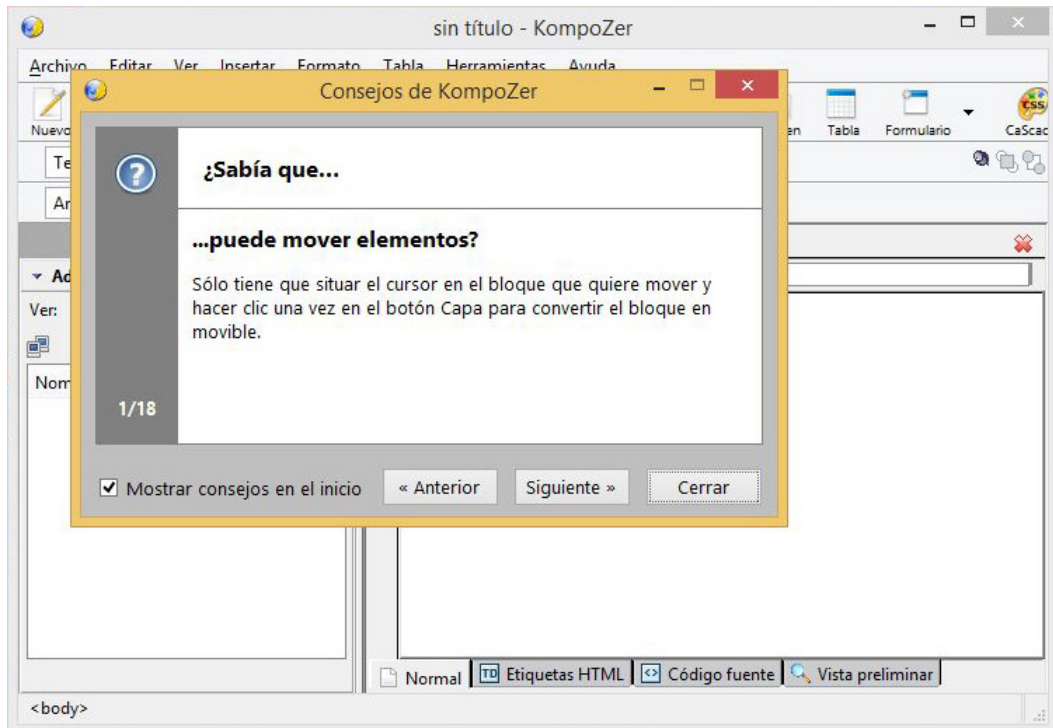 sin título - KompoZer
Archivo Editar Ver Insertar Formato Tabla Herramientas Ayuda
Consejos de KompoZer
Tabla Formulario
¿Sabía que...
...puede mover elementos?
Sólo tiene que situar el cursor en el bloque que quiere mover y
hacer clic una vez en el botón Capa para convertir el bloque en
movible.
Ver:
1/18
Mostrar consejos en el inicio « Anterior Siguiente » Cerrar
Normal TD Etiquetas HTML Código fuente Vista preliminar
<body>